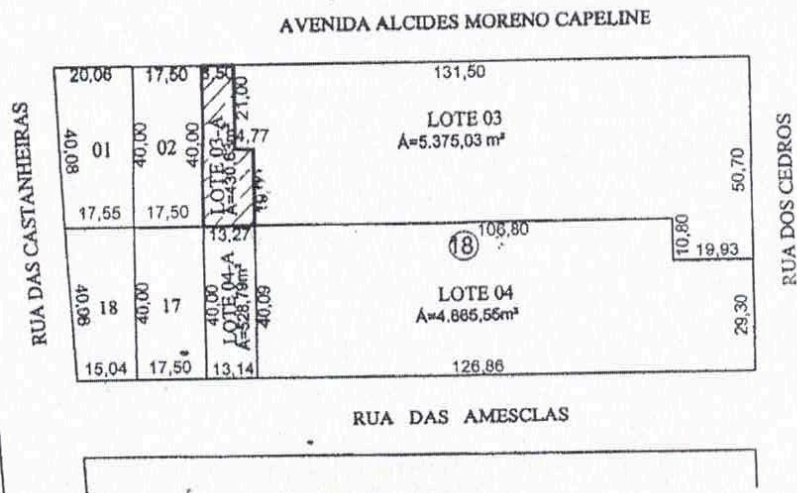 AVENIDA ALCIDES MORENO CAPELINE
20,06 17,50 8,50 131,50
RUA DAS CASTANHEIRAS
40,08
01
40,00
02
40,00
LOTE 03-A
21,00
4,77
LOTE 03
A=5.375,03 m²
50,70
RUA DOS CEDROS
17,55 17,50
13,27
106,80
18
10,80
19,93
40,08
18
40,00
17
40,00
LOTE 04-A
A=528,79m²
40,09
LOTE 04
A=4.665,55m²
29,30
15,04 17,50 13,14 126,86
RUA DAS AMESCLAS